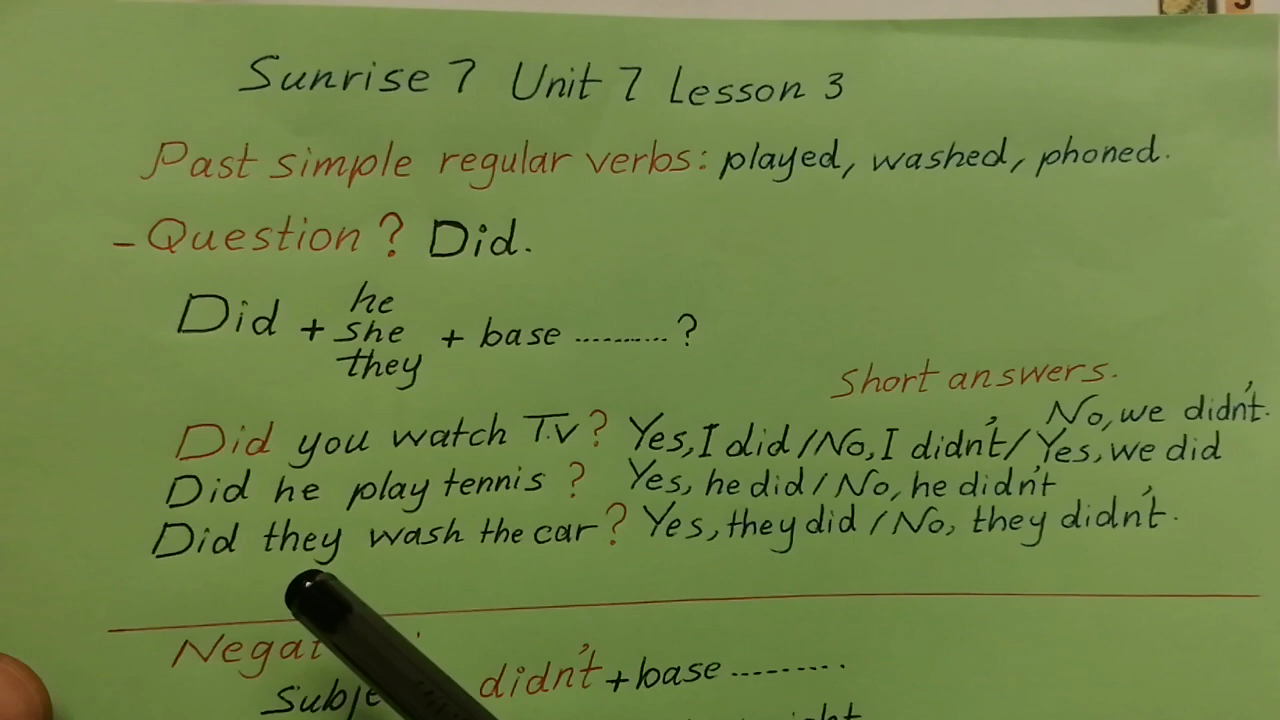 Sunrise 7 Unit 7 Lesson 3
Past simple regular verbs: played, washed, phoned.
- Question? Did.
he
Did + she + base ..........?
they
Short answers.
No, we didn't.
Did you watch T.V? Yes, I did / No, I didn't / Yes, we did
Did he play tennis? Yes, he did / No, he didn't
Did they wash the car? Yes, they did / No, they didn't.
didn't + base ..........